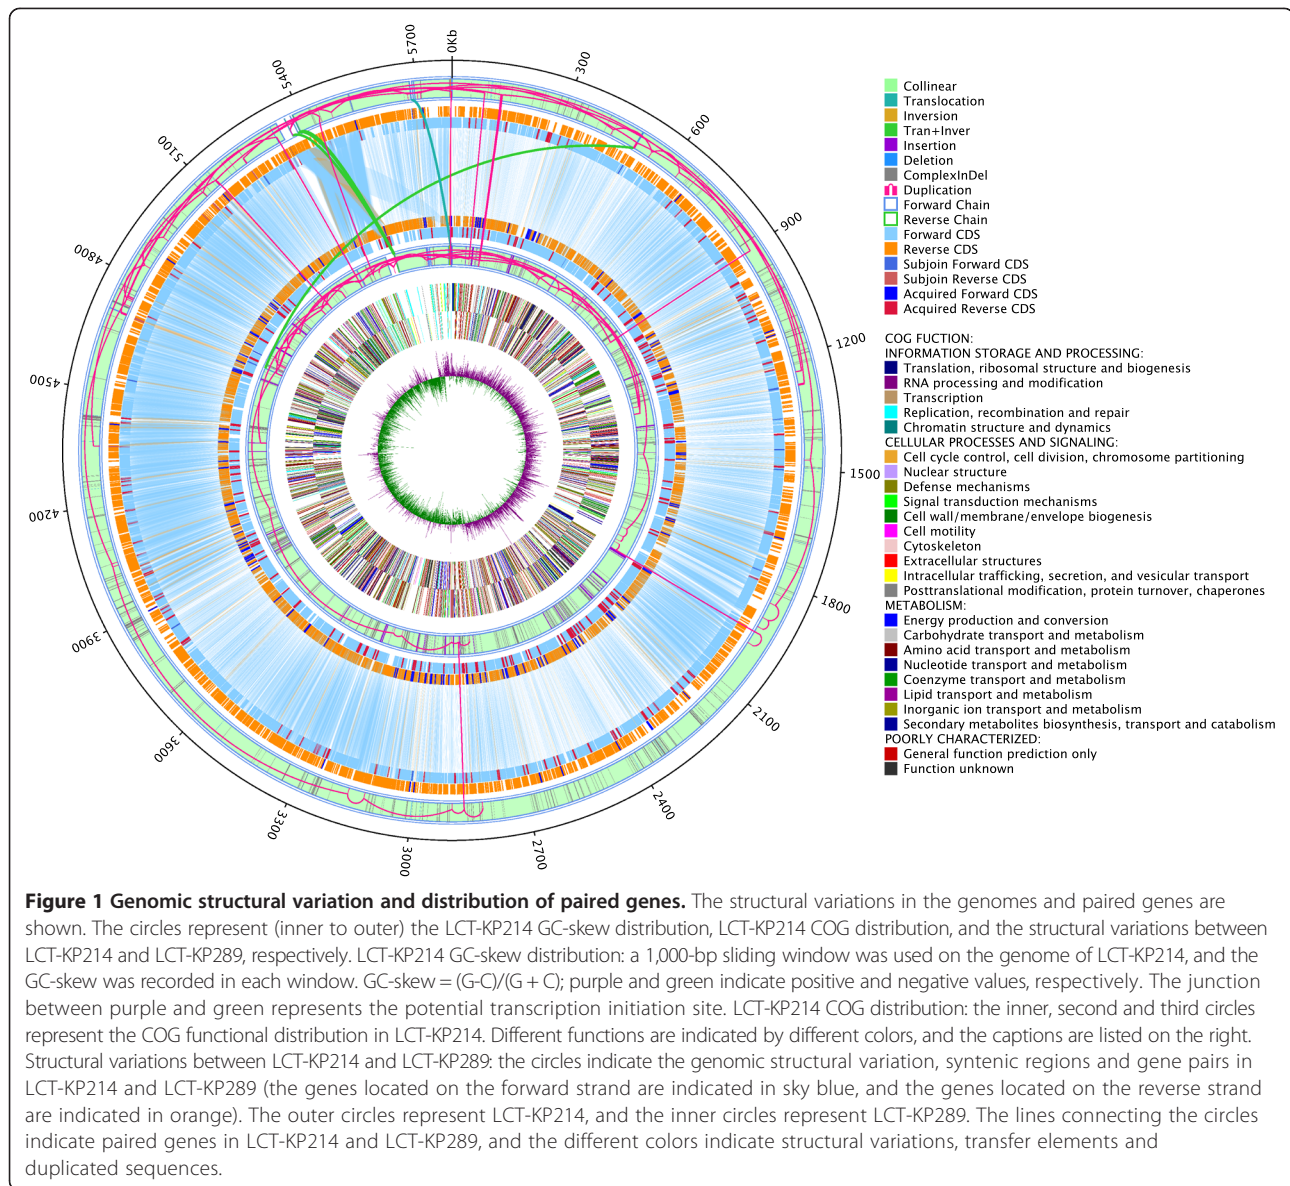 0Kb
300
600
900
1200
1500
1800
2100
2400
2700
3000
3300
3600
3900
4200
4500
4800
5100
5400
5700
Collinear
Translocation
Inversion
Tran+Inver
Insertion
Deletion
ComplexInDel
Duplication
Forward Chain
Reverse Chain
Forward CDS
Reverse CDS
Subjoin Forward CDS
Subjoin Reverse CDS
Acquired Forward CDS
Acquired Reverse CDS
COG FUCTION:
INFORMATION STORAGE AND PROCESSING:
Translation, ribosomal structure and biogenesis
RNA processing and modification
Transcription
Replication, recombination and repair
Chromatin structure and dynamics
CELLULAR PROCESSES AND SIGNALING:
Cell cycle control, cell division, chromosome partitioning
Nuclear structure
Defense mechanisms
Signal transduction mechanisms
Cell wall/membrane/envelope biogenesis
Cell motility
Cytoskeleton
Extracellular structures
Intracellular trafficking, secretion, and vesicular transport
Posttranslational modification, protein turnover, chaperones
METABOLISM:
Energy production and conversion
Carbohydrate transport and metabolism
Amino acid transport and metabolism
Nucleotide transport and metabolism
Coenzyme transport and metabolism
Lipid transport and metabolism
Inorganic ion transport and metabolism
Secondary metabolites biosynthesis, transport and catabolism
POORLY CHARACTERIZED:
General function prediction only
Function unknown
Figure 1 Genomic structural variation and distribution of paired genes. The structural variations in the genomes and paired genes are
shown. The circles represent (inner to outer) the LCT-KP214 GC-skew distribution, LCT-KP214 COG distribution, and the structural variations between
LCT-KP214 and LCT-KP289, respectively. LCT-KP214 GC-skew distribution: a 1,000-bp sliding window was used on the genome of LCT-KP214, and the
GC-skew was recorded in each window. GC-skew = (G-C)/(G + C); purple and green indicate positive and negative values, respectively. The junction
between purple and green represents the potential transcription initiation site. LCT-KP214 COG distribution: the inner, second and third circles
represent the COG functional distribution in LCT-KP214. Different functions are indicated by different colors, and the captions are listed on the right.
Structural variations between LCT-KP214 and LCT-KP289: the circles indicate the genomic structural variation, syntenic regions and gene pairs in
LCT-KP214 and LCT-KP289 (the genes located on the forward strand are indicated in sky blue, and the genes located on the reverse strand
are indicated in orange). The outer circles represent LCT-KP214, and the inner circles represent LCT-KP289. The lines connecting the circles
indicate paired genes in LCT-KP214 and LCT-KP289, and the different colors indicate structural variations, transfer elements and
duplicated sequences.